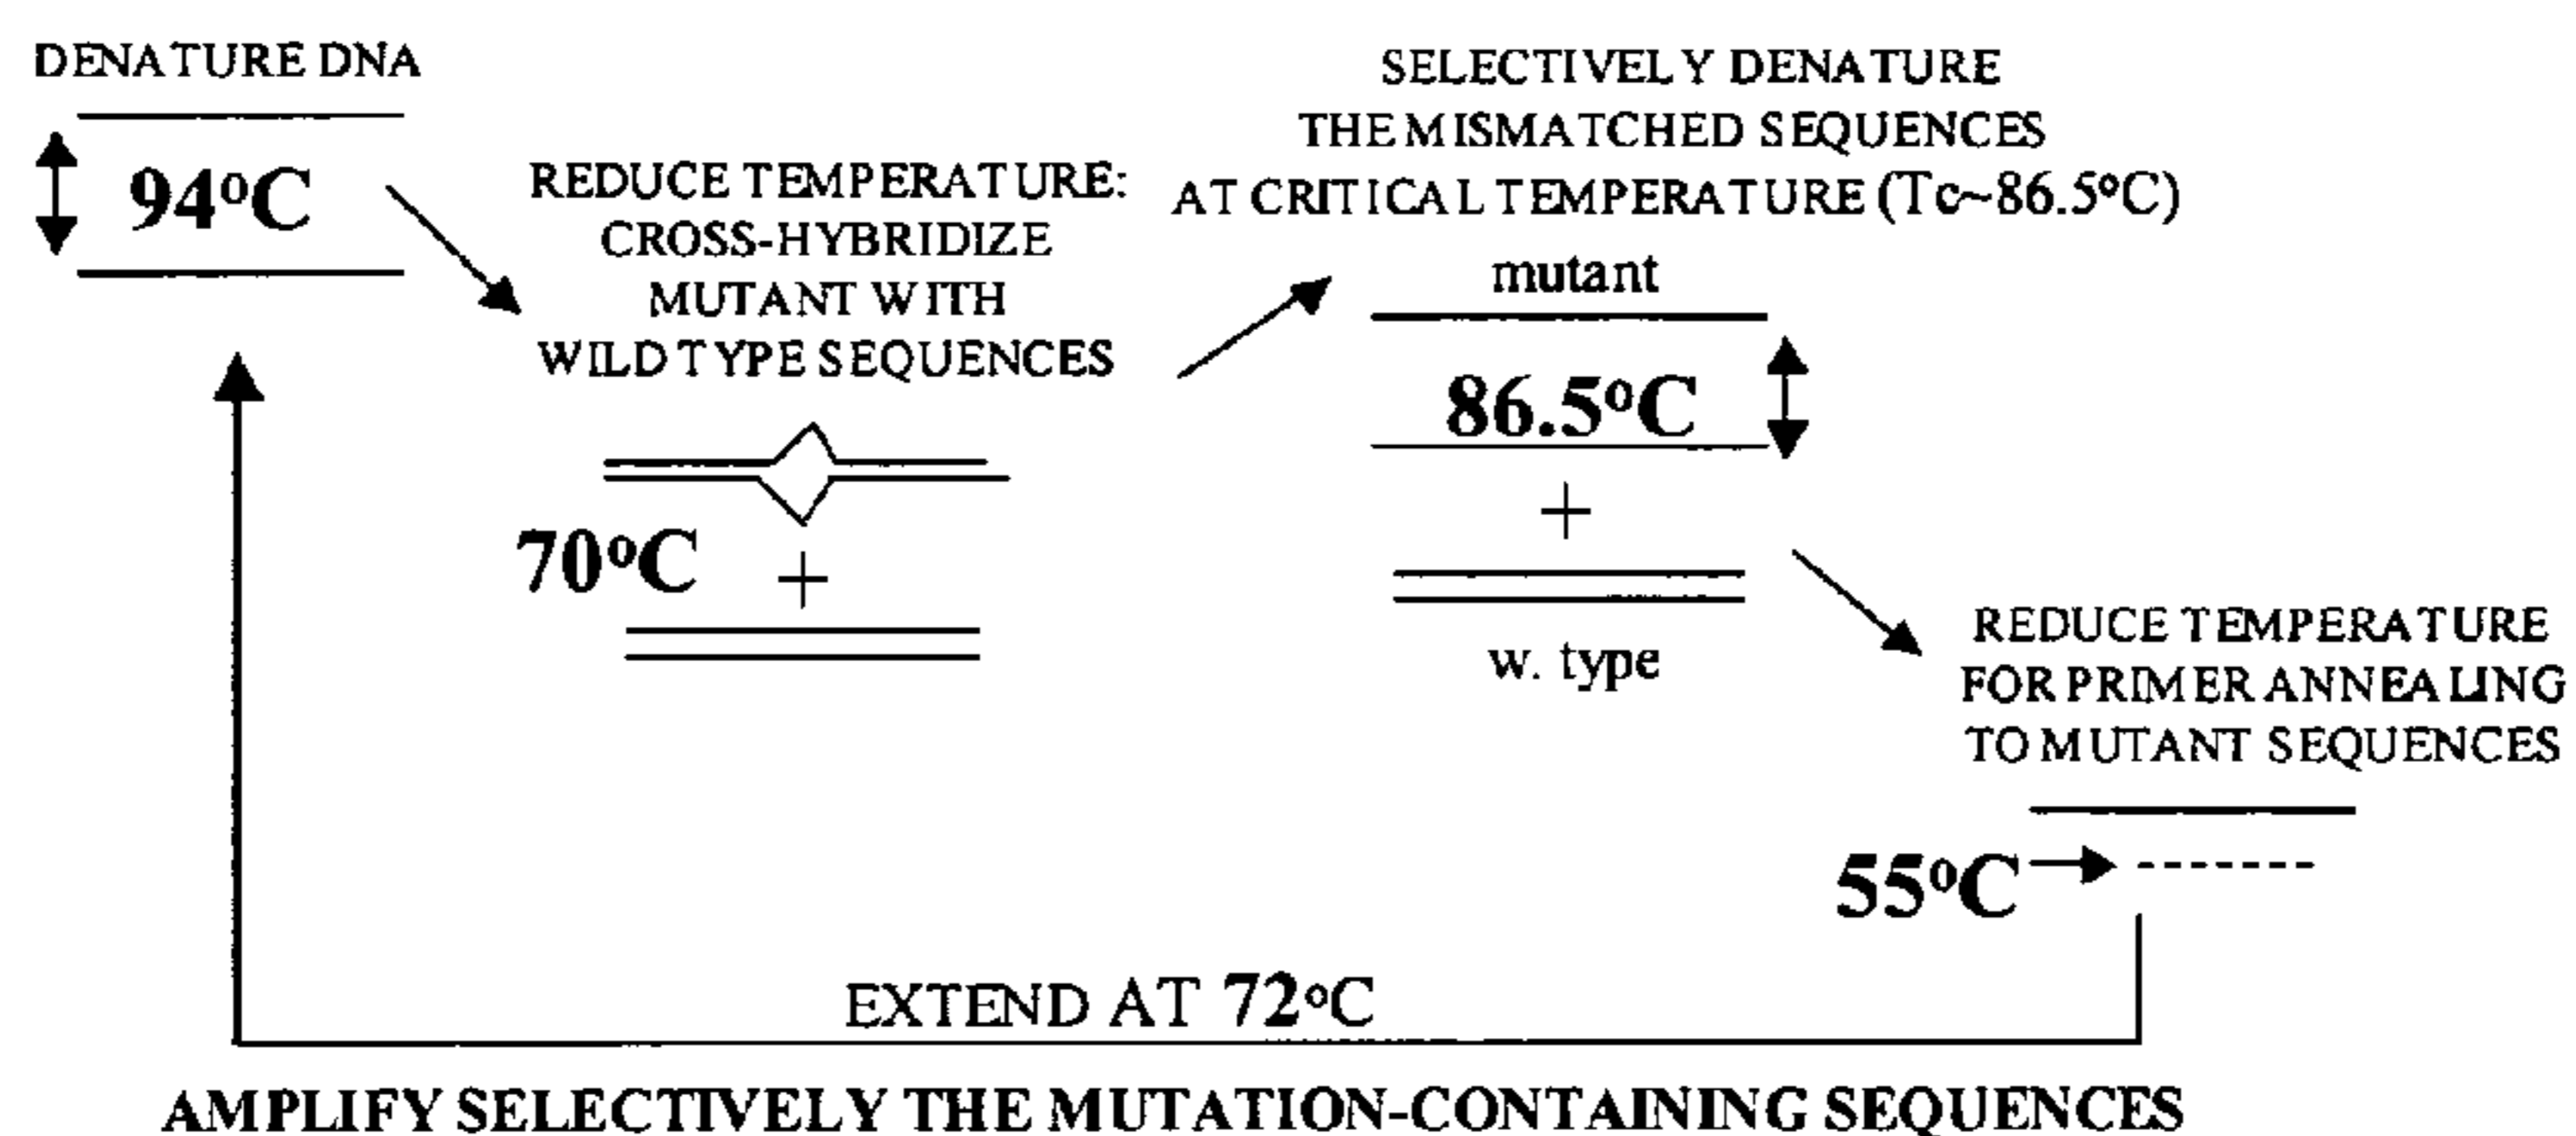 DENATURE DNA
94°C
REDUCE TEMPERATURE:
CROSS-HYBRIDIZE
MUTANT WITH
WILD TYPE SEQUENCES
70°C
+
SELECTIVELY DENATURE
THE MISMATCHED SEQUENCES
AT CRITICAL TEMPERATURE (Tc~86.5°C)
mutant
86.5°C
+
w. type
REDUCE TEMPERATURE
FOR PRIMER ANNEALING
TO MUTANT SEQUENCES
55°C
EXTEND AT 72°C
AMPLIFY SELECTIVELY THE MUTATION-CONTAINING SEQUENCES